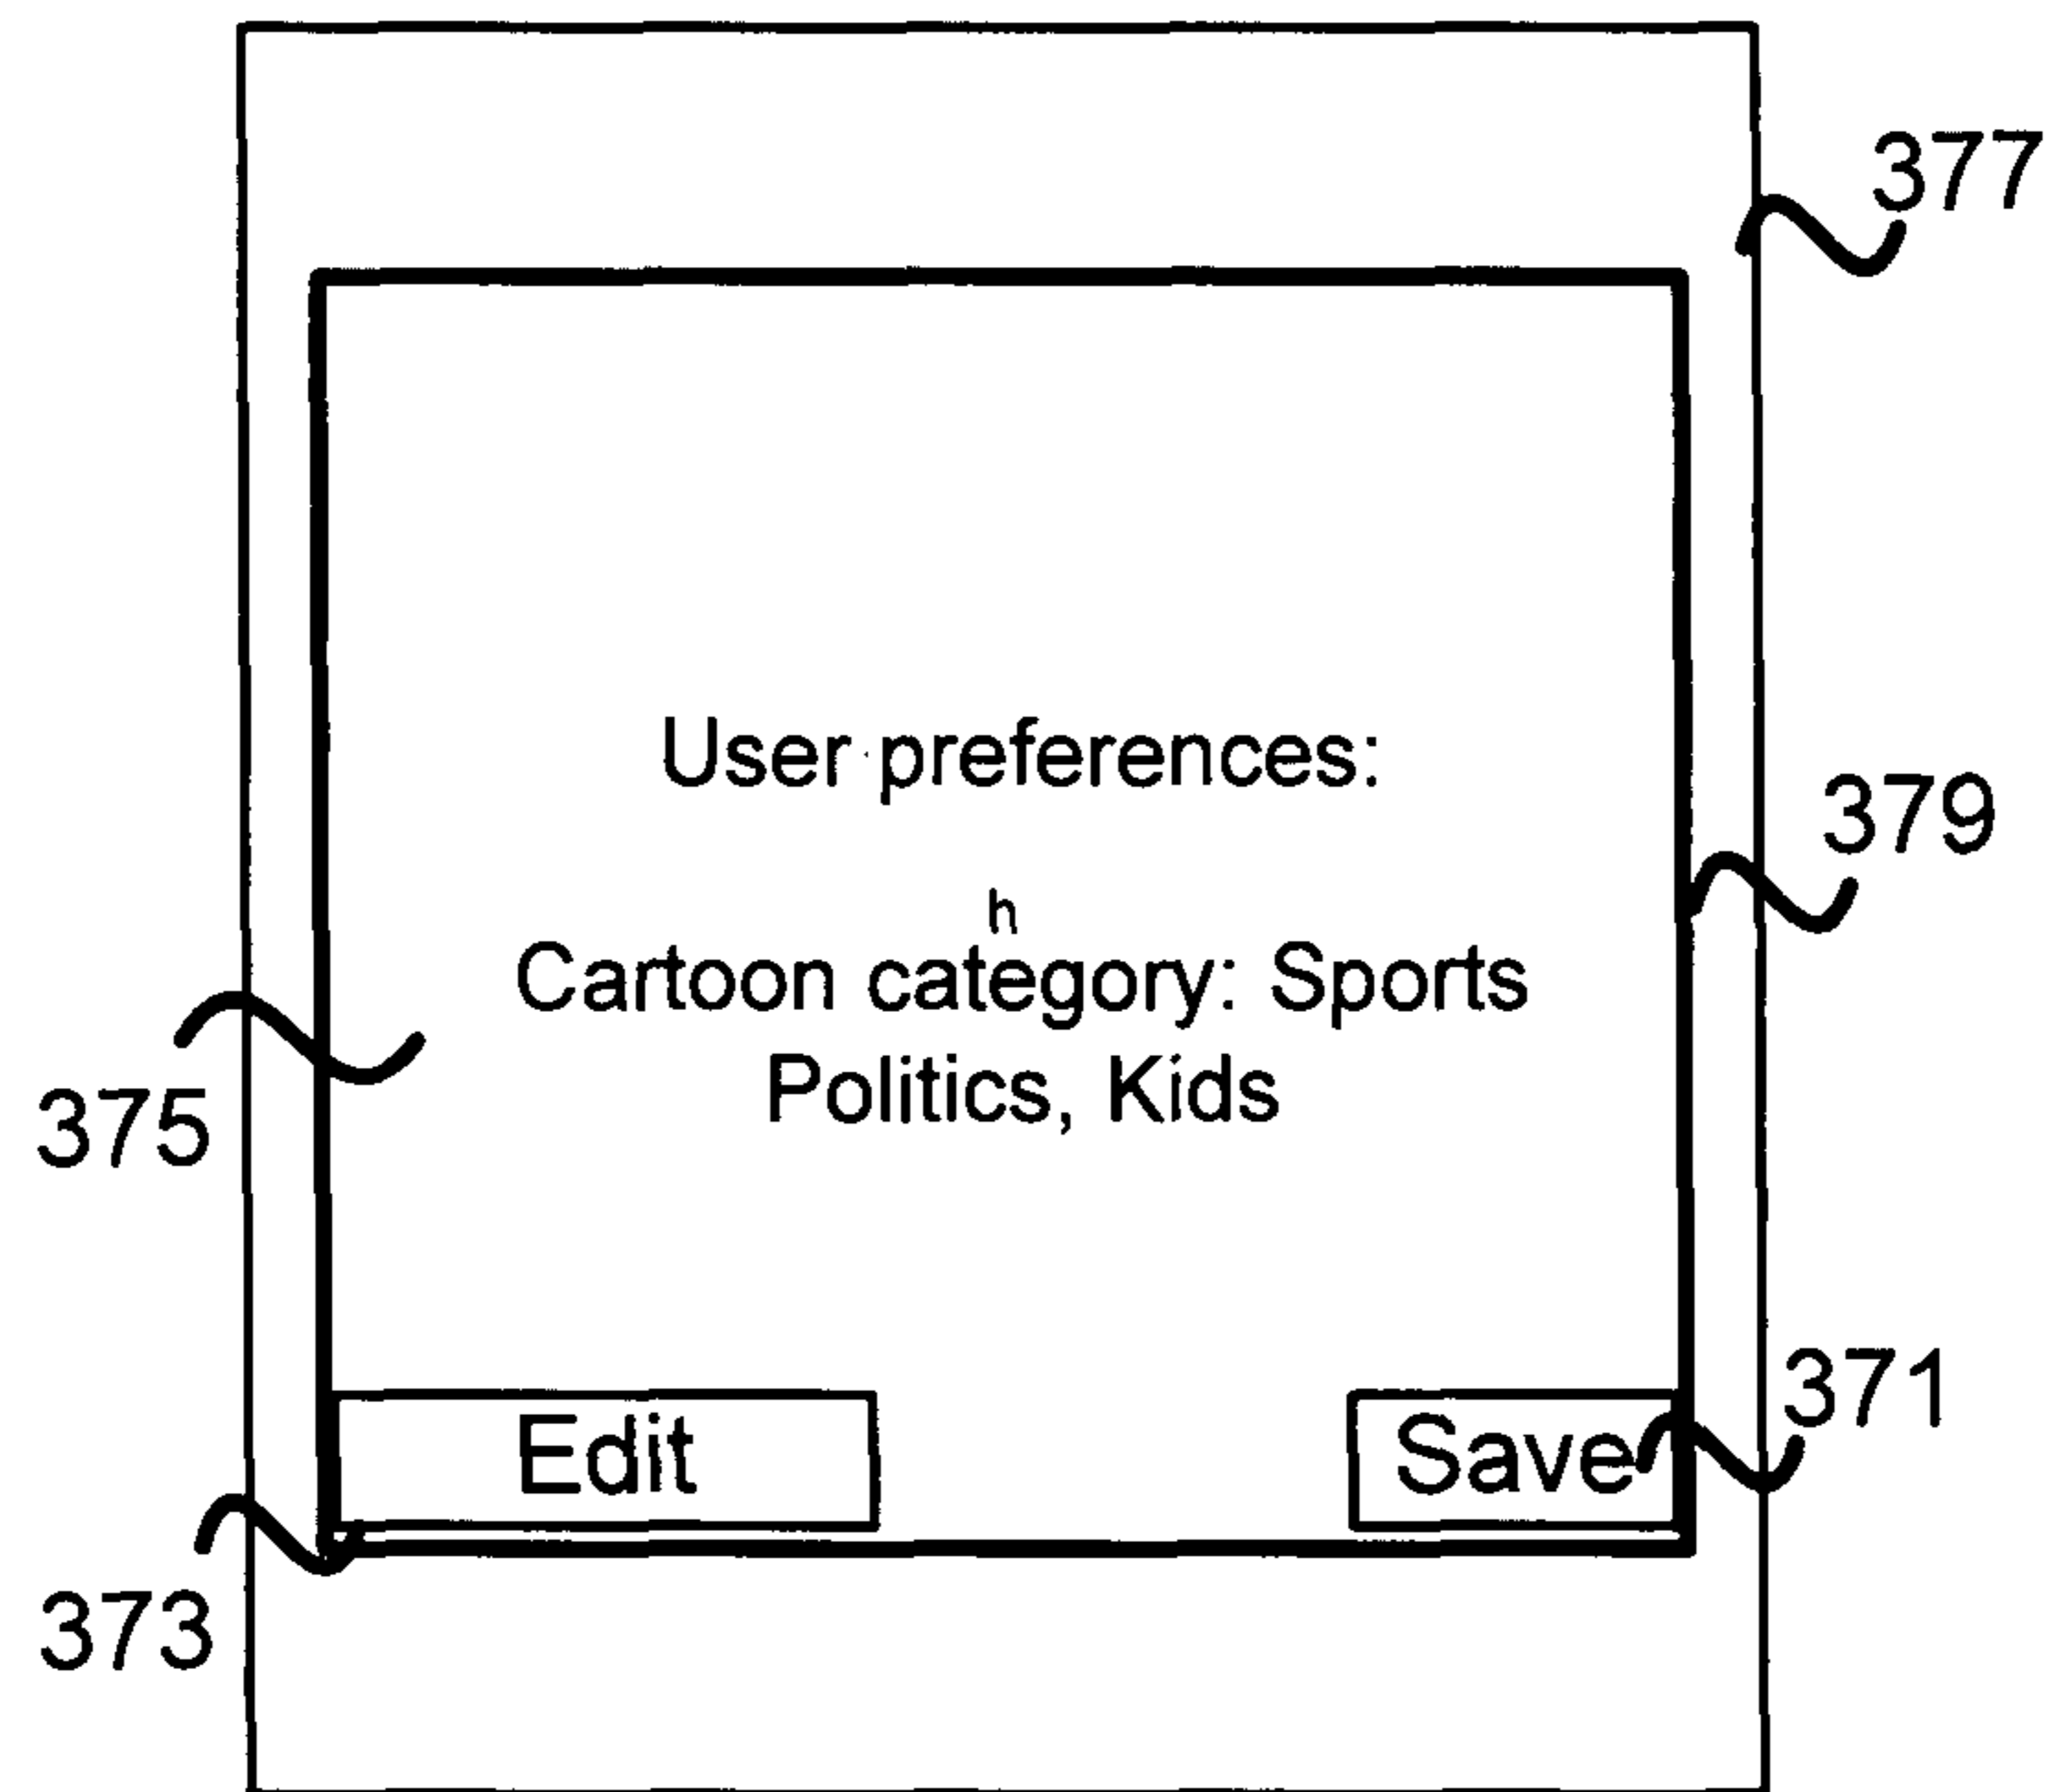 377
User preferences:
379
h
Cartoon category: Sports
Politics, Kids
375
371
Edit
Save
373